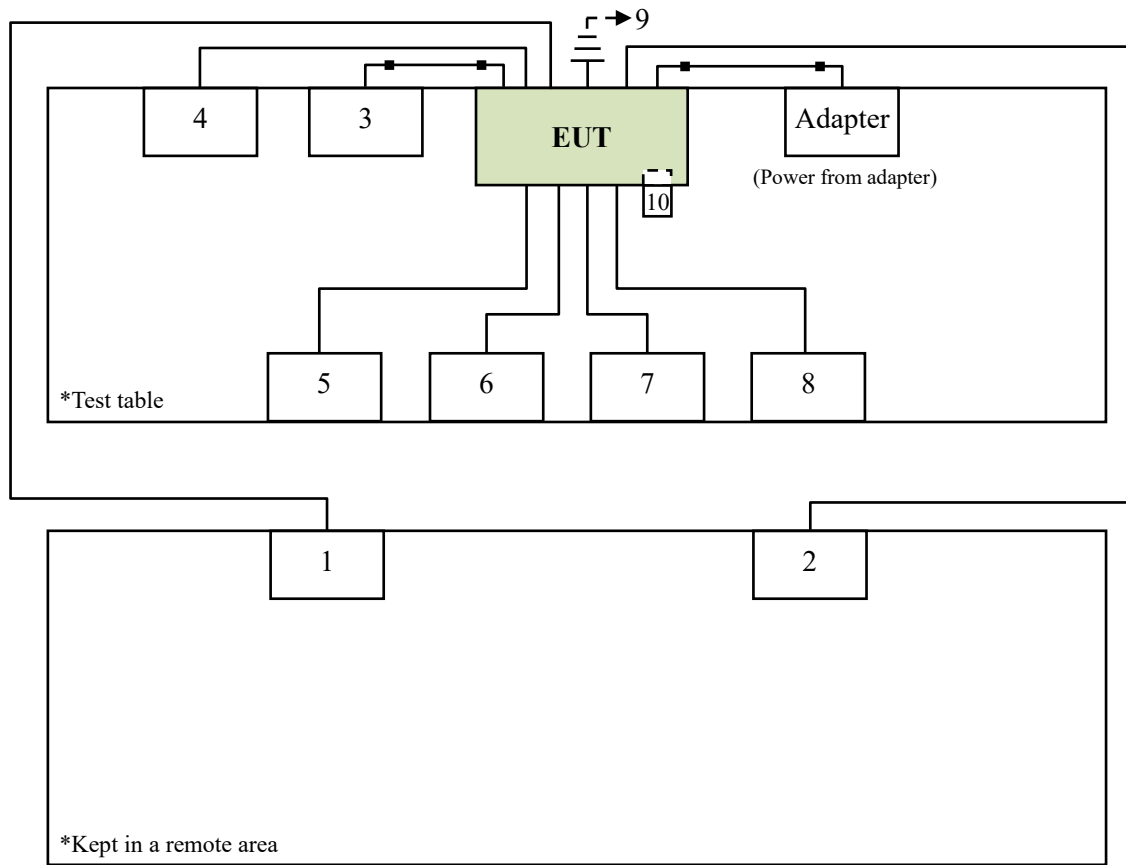 9
4
3
EUT
Adapter
(Power from adapter)
10
5
6
7
8
*Test table
1
2
*Kept in a remote area